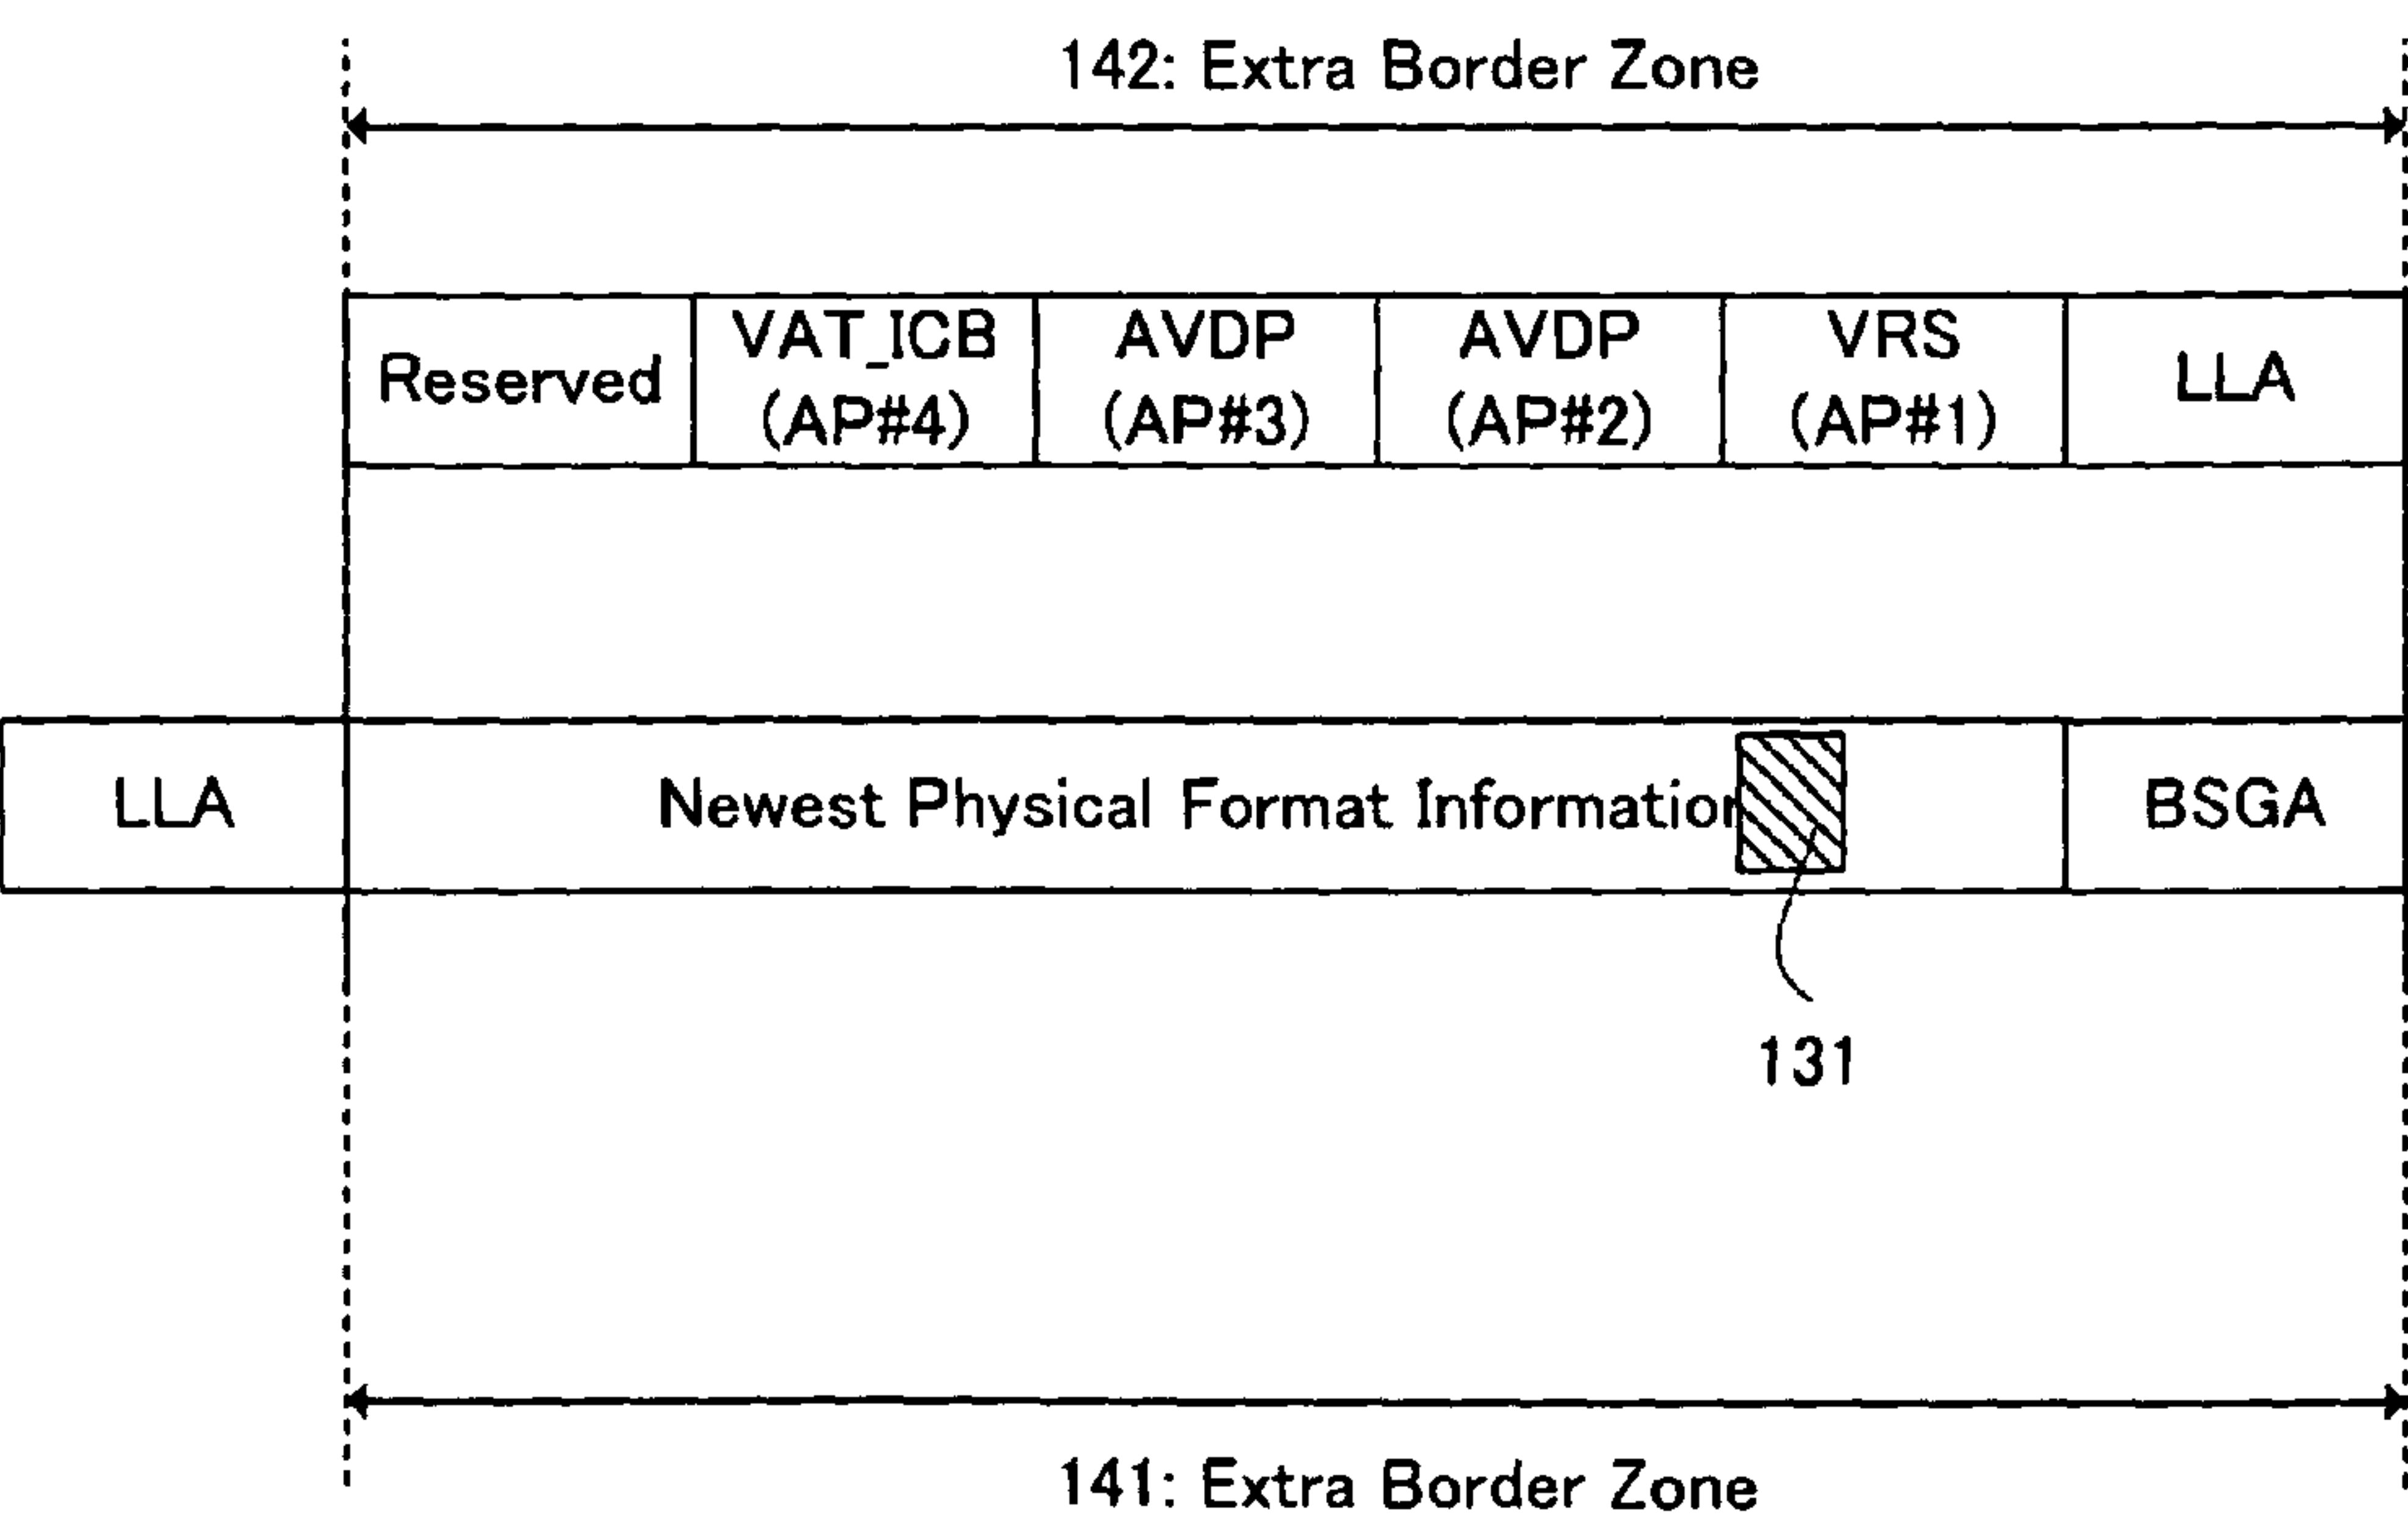 142: Extra Border Zone
Reserved
VAT_ICB
(AP#4)
AVDP
(AP#3)
AVDP
(AP#2)
VRS
(AP#1)
LLA
LLA
Newest Physical Format Information
BSGA
131
141: Extra Border Zone